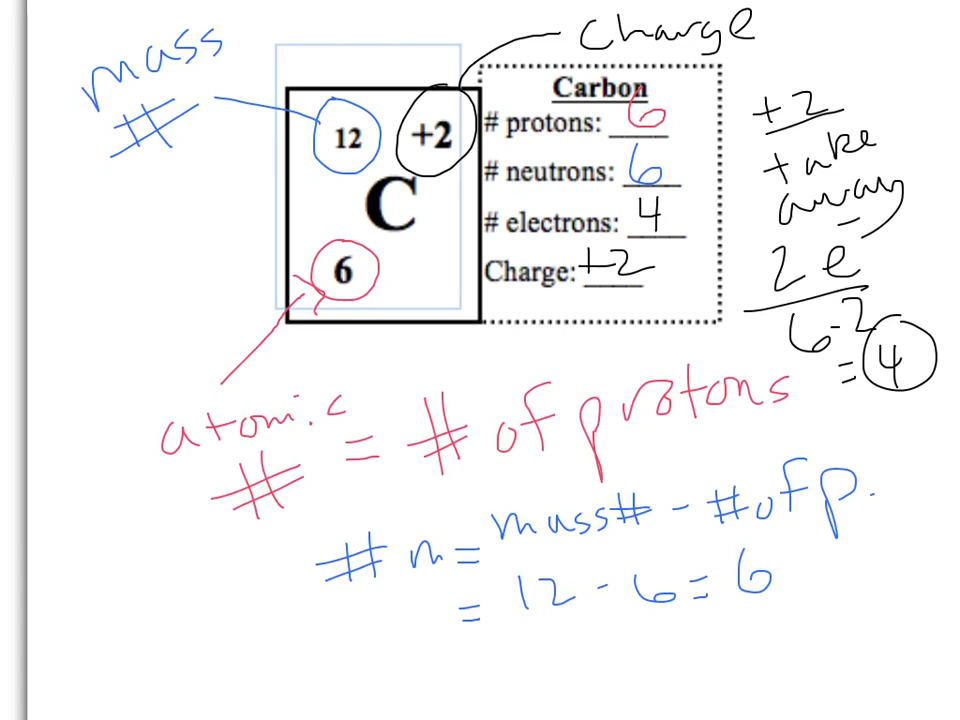 mass
#
charge
12
+2
C
6
Carbon
# protons: 6
# neutrons: 6
# electrons: 4
Charge: +2
+2
take
away
2 e
6-2
= 4
atomic
# = # of protons
# n = mass# - # of p.
= 12 - 6 = 6